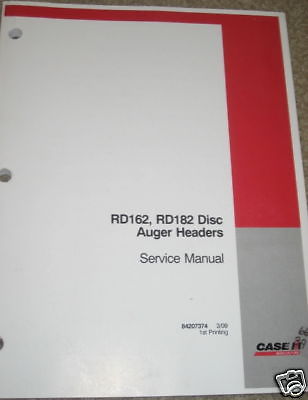 RD162, RD182 Disc
Auger Headers
Service Manual
84207374 3/09
1st Printing
CASE IH